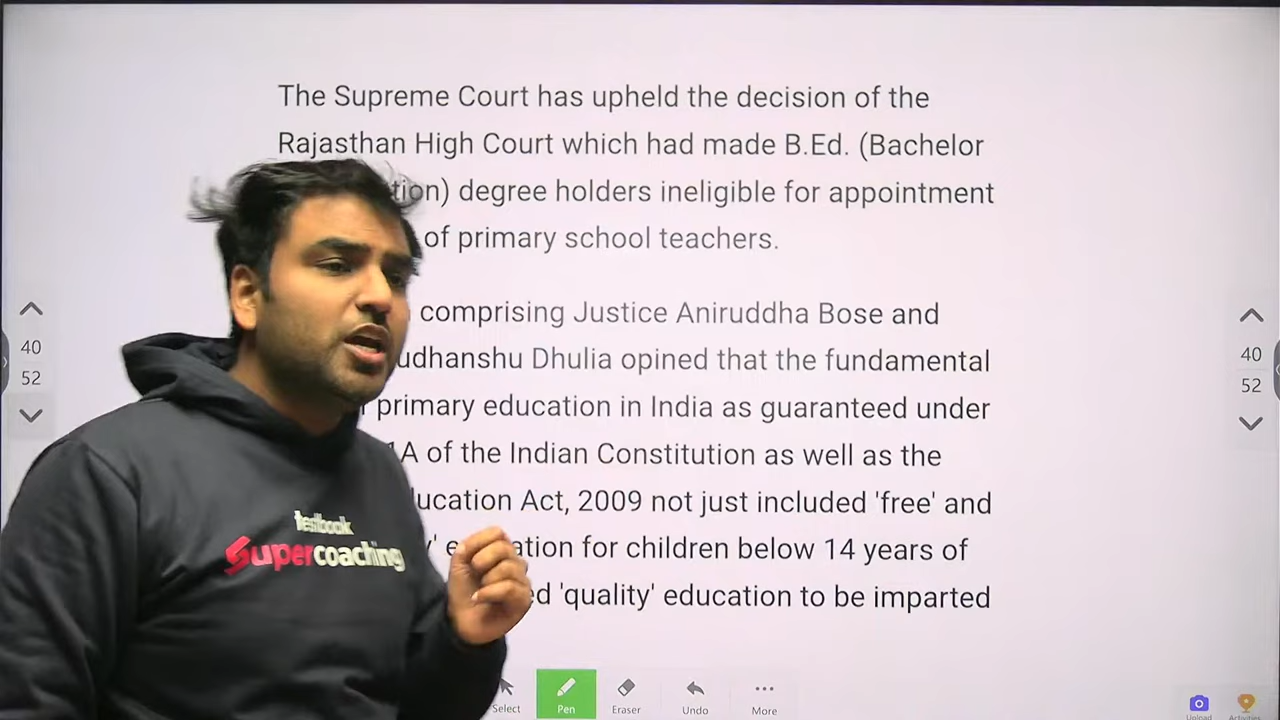 The Supreme Court has upheld the decision of the
Rajasthan High Court which had made B.Ed. (Bachelor
tion) degree holders ineligible for appointment
of primary school teachers.
comprising Justice Aniruddha Bose and
udhanshu Dhulia opined that the fundamental
primary education in India as guaranteed under
1A of the Indian Constitution as well as the
ucation Act, 2009 not just included 'free' and
y' e ation for children below 14 years of
ed 'quality' education to be imparted
40
52
40
52
testbook
Supercoaching
Select
Pen
Eraser
Undo
More
Upload
Activities